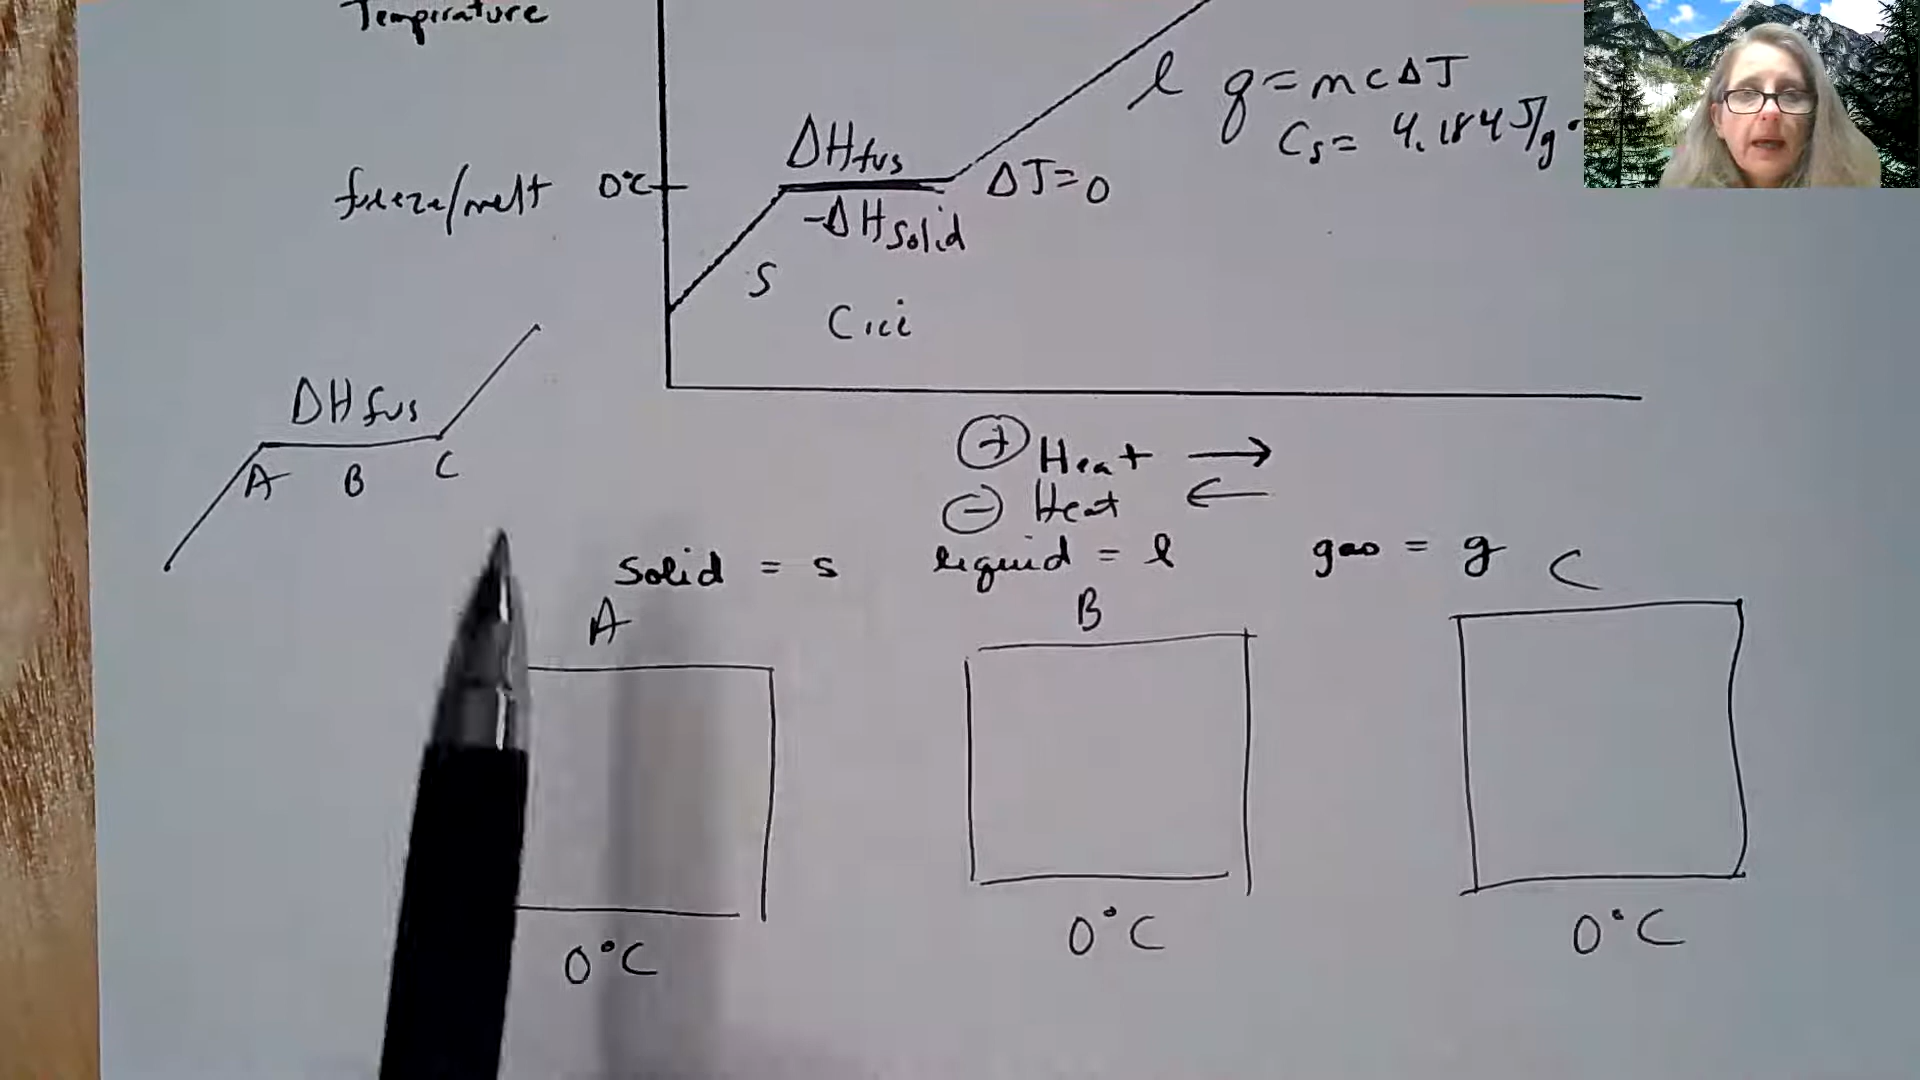 Temperature
l q = mcΔT
Cs = 4.184 J/g·
ΔHfus
freeze/melt 0°C ΔT = 0
-ΔHsolid
s
Cice
ΔHfus
A B C
+ Heat →
- Heat ←
solid = s liquid = l gas = g
A B C
0°C 0°C 0°C